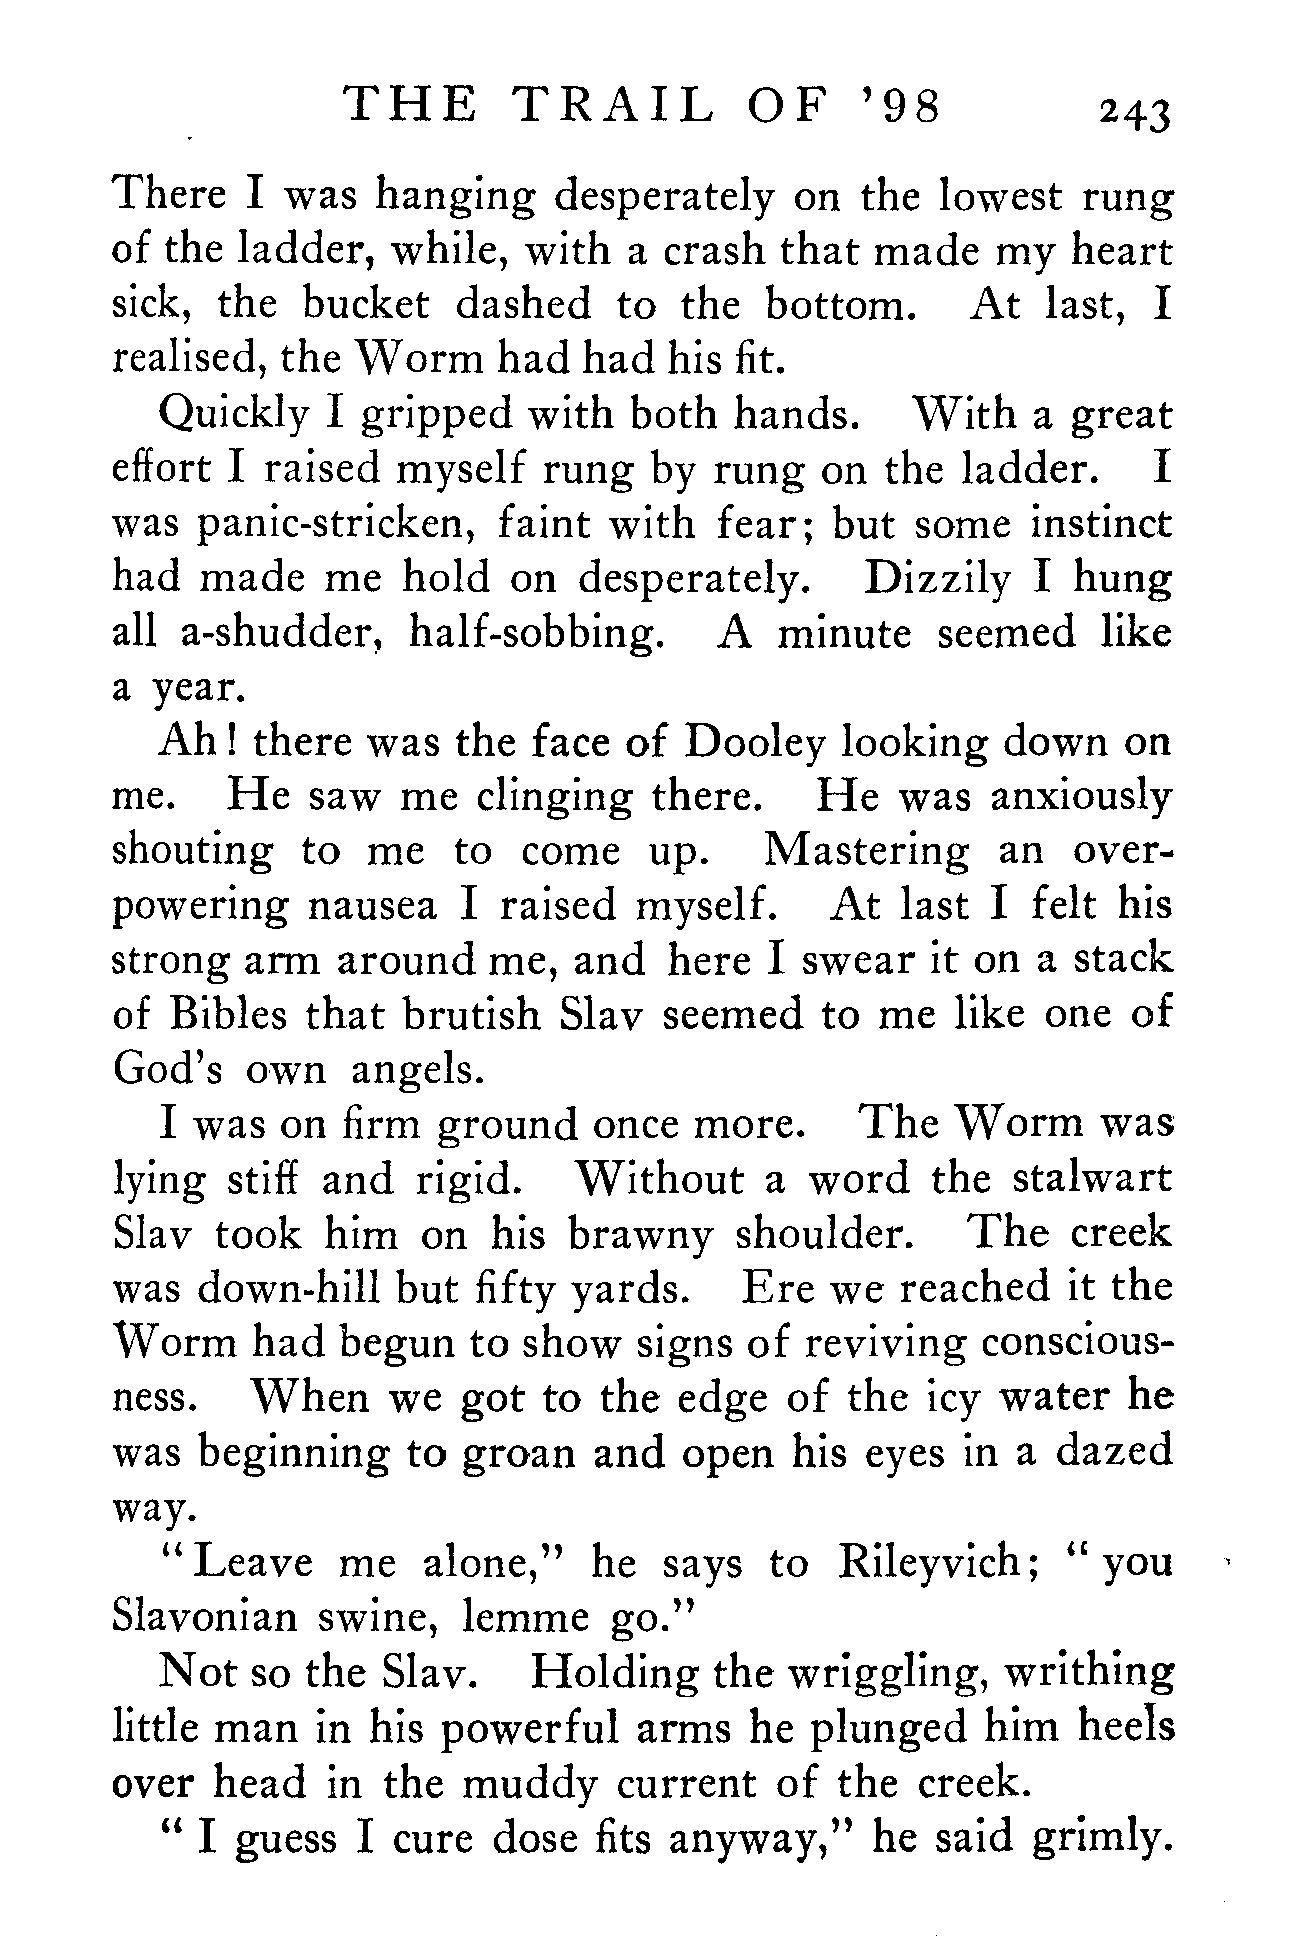 THE TRAIL OF '98 243
There I was hanging desperately on the lowest rung
of the ladder, while, with a crash that made my heart
sick, the bucket dashed to the bottom. At last, I
realised, the Worm had had his fit.
Quickly I gripped with both hands. With a great
effort I raised myself rung by rung on the ladder. I
was panic-stricken, faint with fear; but some instinct
had made me hold on desperately. Dizzily I hung
all a-shudder, half-sobbing. A minute seemed like
a year.
Ah! there was the face of Dooley looking down on
me. He saw me clinging there. He was anxiously
shouting to me to come up. Mastering an over-
powering nausea I raised myself. At last I felt his
strong arm around me, and here I swear it on a stack
of Bibles that brutish Slav seemed to me like one of
God's own angels.
I was on firm ground once more. The Worm was
lying stiff and rigid. Without a word the stalwart
Slav took him on his brawny shoulder. The creek
was down-hill but fifty yards. Ere we reached it the
Worm had begun to show signs of reviving conscious-
ness. When we got to the edge of the icy water he
was beginning to groan and open his eyes in a dazed
way.
"Leave me alone," he says to Rileyvich; "you
Slavonian swine, lemme go."
Not so the Slav. Holding the wriggling, writhing
little man in his powerful arms he plunged him heels
over head in the muddy current of the creek.
"I guess I cure dose fits anyway," he said grimly.